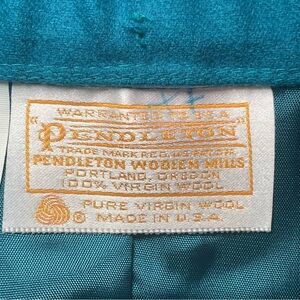 WARRANTED TO BE A
"PENDLETON"
TRADE MARK REG. U.S. PAT. OFF.
PENDLETON WOOLEN MILLS
PORTLAND, OREGON
100% VIRGIN WOOL
® PURE VIRGIN WOOL
MADE IN U.S.A.